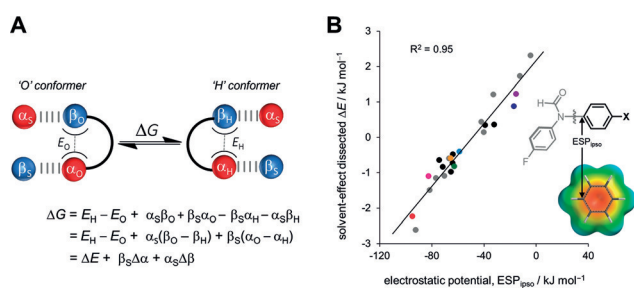 A
'O' conformer
'H' conformer
αS βO ΔG βH αS
EO EH
βS αO αH βS
ΔG = EH – EO + αSβO + βSαO – βSαH – αSβH
= EH – EO + αS(βO – βH) + βS(αO – αH)
= ΔE + βSΔα + αSΔβ
B
solvent-effect dissected ΔE / kJ mol⁻¹
3
2
1
0
-1
-2
-3
R² = 0.95
O
H
N
X
F
ESPipso
-120 -80 -40 0 40
electrostatic potential, ESPipso / kJ mol⁻¹